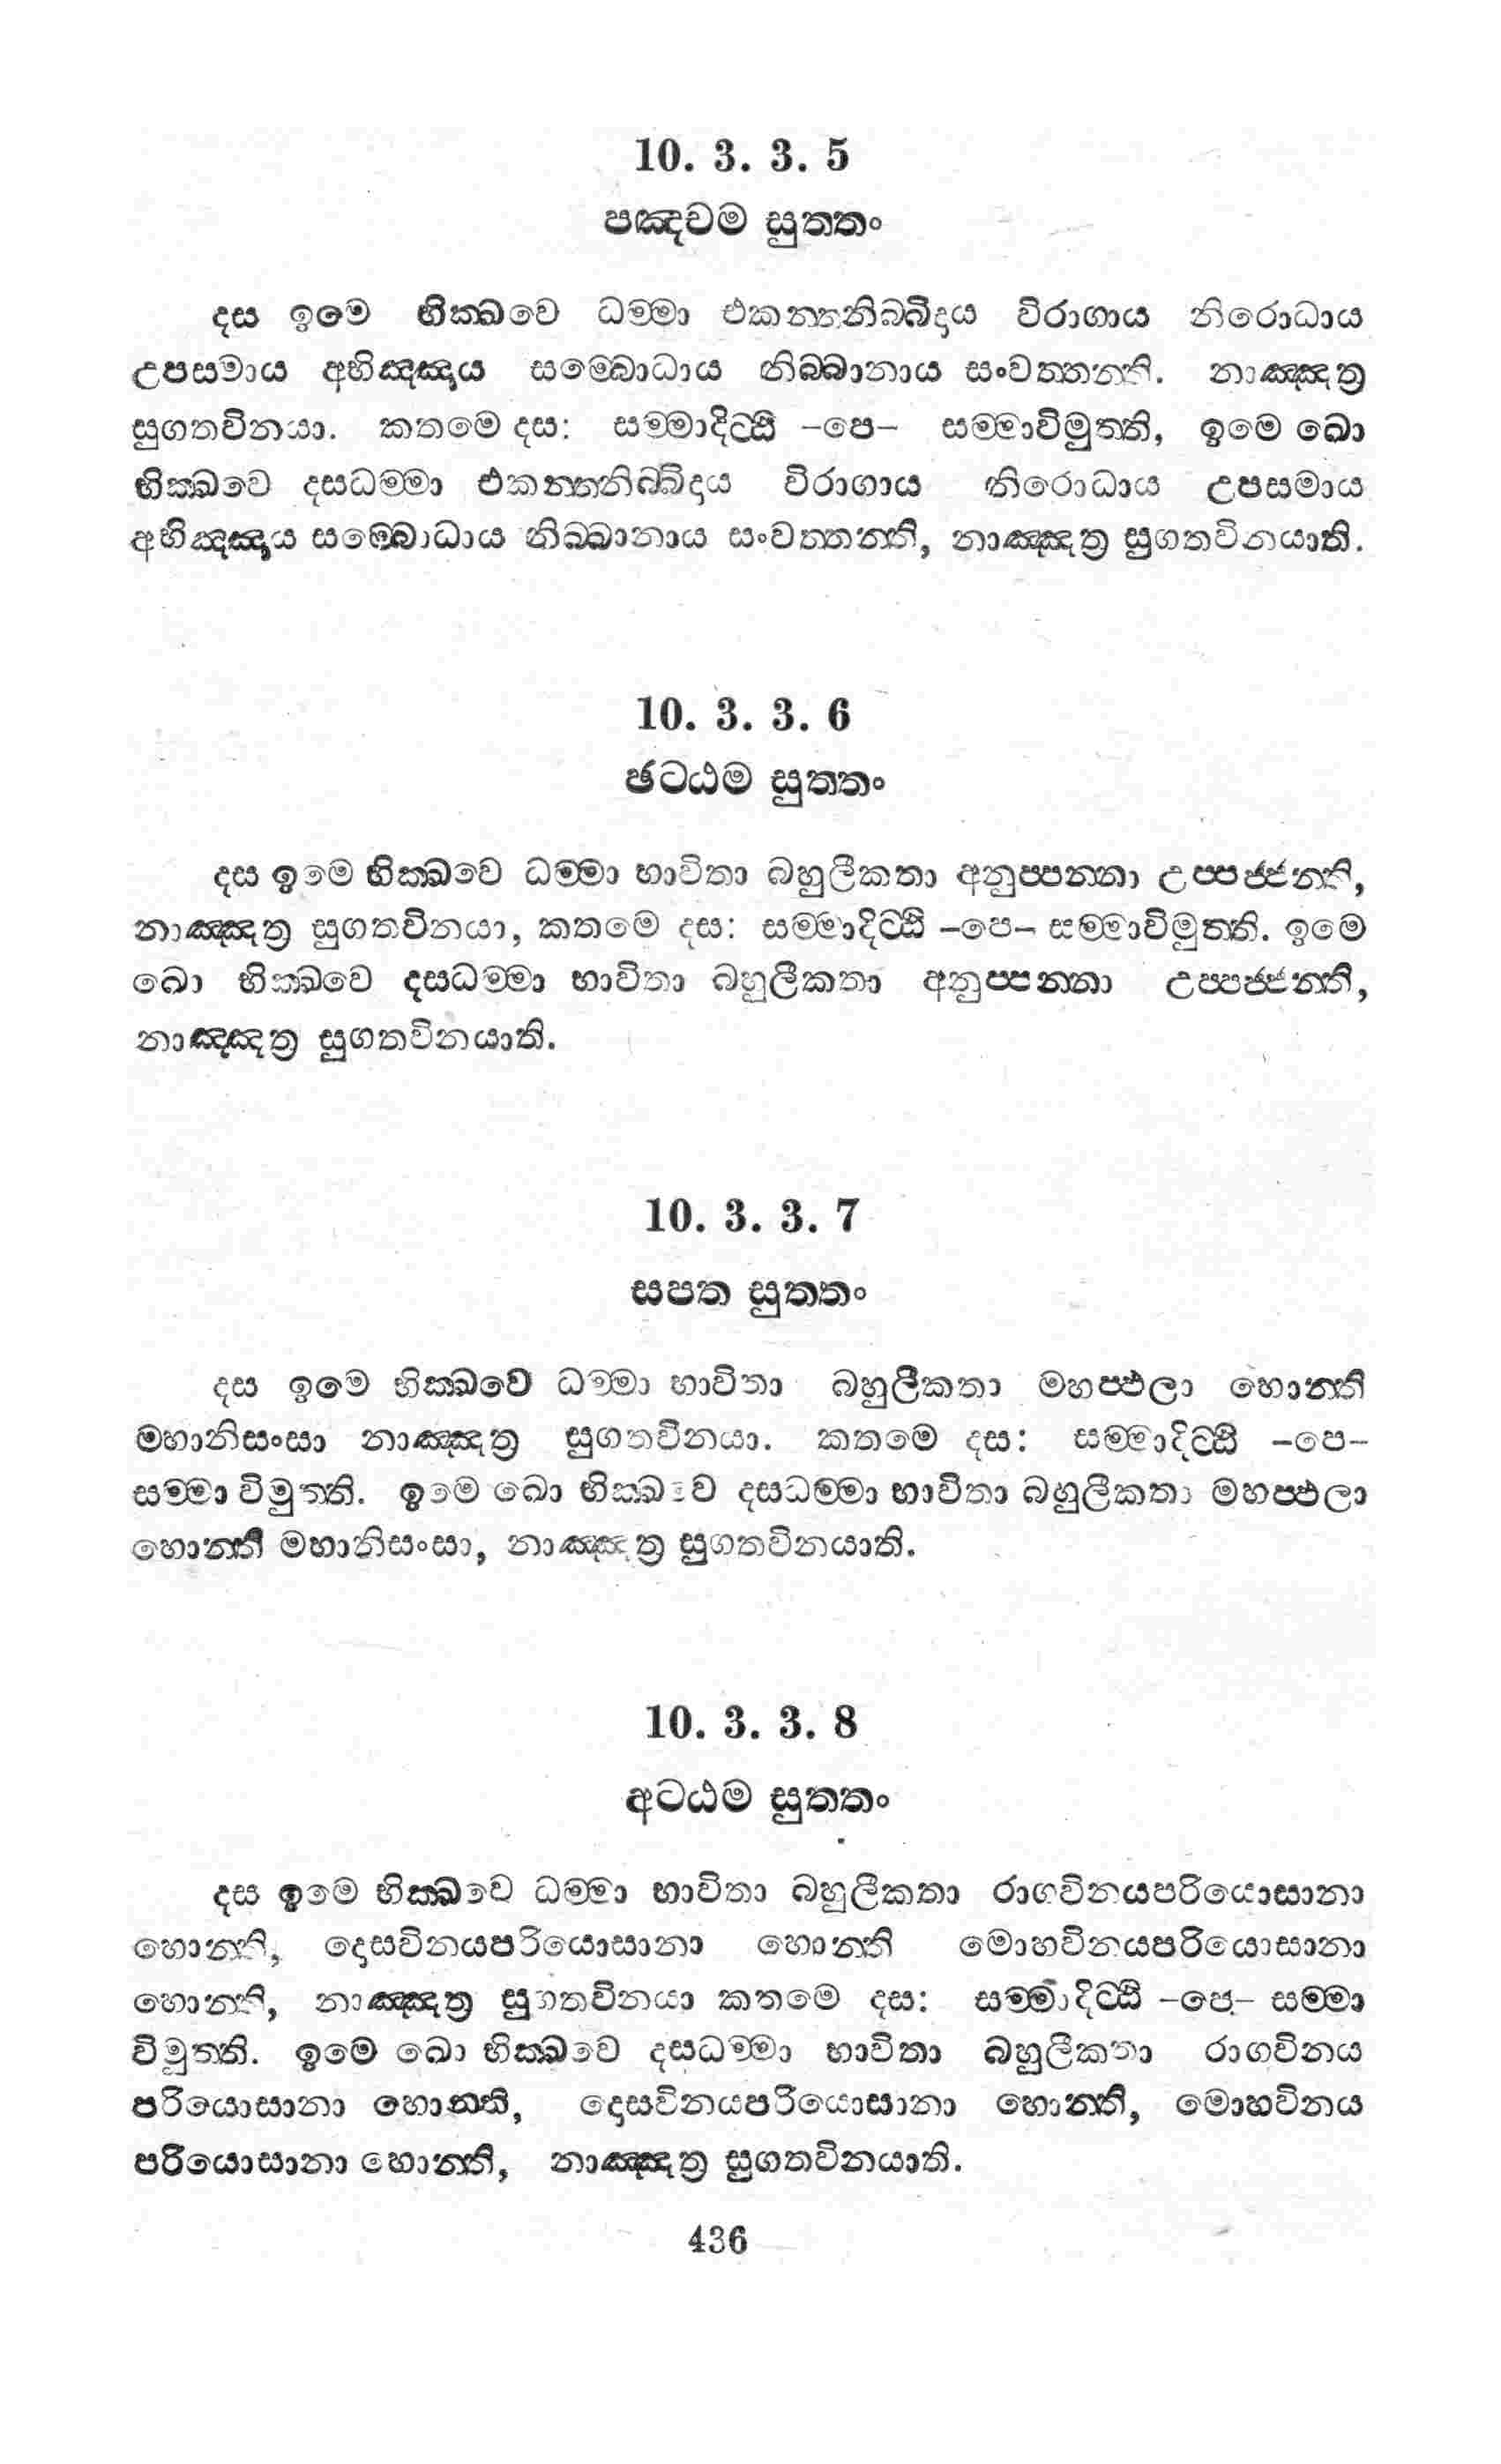 10. 3. 3. 5
පඤ්චම සුත්තං
දස ඉමෙ භික්ඛවෙ ධම්මා එකන්තනිබ්බිදාය විරාගාය නිරොධාය
උපසමාය අභිඤ්ඤාය සම්බොධාය නිබ්බානාය සංවත්තන්ති. නාඤ්ඤත්‍ර
සුගතවිනයා. කතමෙ දස: සම්මාදිට්ඨි –පෙ– සම්මාවිමුත්ති, ඉමෙ ඛො
භික්ඛවෙ දසධම්මා එකන්තනිබ්බිදාය විරාගාය නිරොධාය උපසමාය
අභිඤ්ඤාය සම්බොධාය නිබ්බානාය සංවත්තන්ති, නාඤ්ඤත්‍ර සුගතවිනයාති.
10. 3. 3. 6
ඡට්ඨම සුත්තං
දස ඉමෙ භික්ඛවෙ ධම්මා භාවිතා බහුලීකතා අනුප්පන්නා උප්පජ්ජන්ති,
නාඤ්ඤත්‍ර සුගතවිනයා, කතමෙ දස: සම්මාදිට්ඨි –පෙ– සම්මාවිමුත්ති. ඉමෙ
ඛො භික්ඛවෙ දසධම්මා භාවිතා බහුලීකතා අනුප්පන්නා උප්පජ්ජන්ති,
නාඤ්ඤත්‍ර සුගතවිනයාති.
10. 3. 3. 7
සප්ත සුත්තං
දස ඉමෙ භික්ඛවෙ ධම්මා භාවිතා බහුලීකතා මහප්ඵලා හොන්ති
මහානිසංසා නාඤ්ඤත්‍ර සුගතවිනයා. කතමෙ දස: සම්මාදිට්ඨි –පෙ–
සම්මා විමුත්ති. ඉමෙ ඛො භික්ඛවෙ දසධම්මා භාවිතා බහුලීකතා මහප්ඵලා
හොන්ති මහානිසංසා, නාඤ්ඤත්‍ර සුගතවිනයාති.
10. 3. 3. 8
අට්ඨම සුත්තං
දස ඉමෙ භික්ඛවෙ ධම්මා භාවිතා බහුලීකතා රාගවිනයපරියොසානා
හොන්ති, දොසවිනයපරියොසානා හොන්ති මොහවිනයපරියොසානා
හොන්ති, නාඤ්ඤත්‍ර සුගතවිනයා කතමෙ දස: සම්මාදිට්ඨි –පෙ– සම්මා
විමුත්ති. ඉමෙ ඛො භික්ඛවෙ දසධම්මා භාවිතා බහුලීකතා රාගවිනය
පරියොසානා හොන්ති, දොසවිනයපරියොසානා හොන්ති, මොහවිනය
පරියොසානා හොන්ති, නාඤ්ඤත්‍ර සුගතවිනයාති.
436